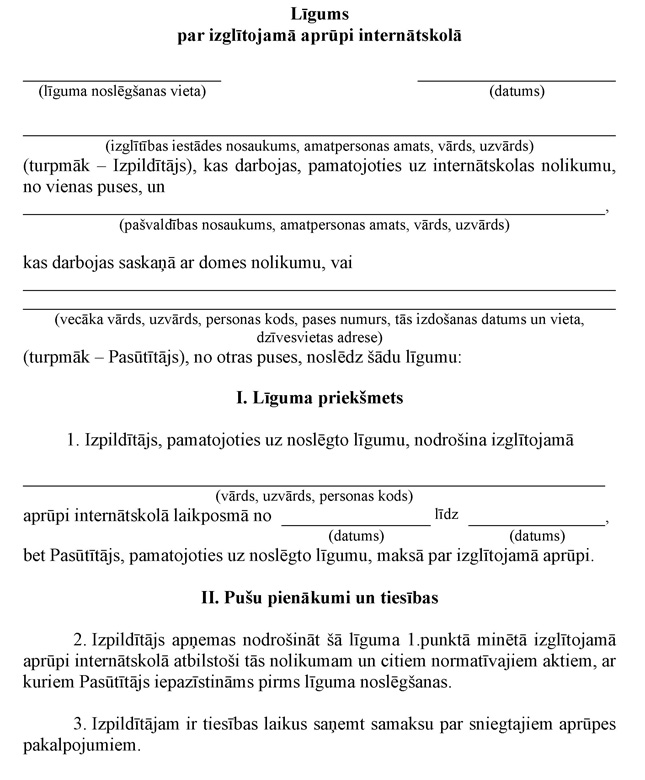 Līgums
par izglītojamā aprūpi internātskolā
(līguma noslēgšanas vieta) (datums)
(izglītības iestādes nosaukums, amatpersonas amats, vārds, uzvārds)
(turpmāk – Izpildītājs), kas darbojas, pamatojoties uz internātskolas nolikumu,
no vienas puses, un
,
(pašvaldības nosaukums, amatpersonas amats, vārds, uzvārds)
kas darbojas saskaņā ar domes nolikumu, vai
(vecāka vārds, uzvārds, personas kods, pases numurs, tās izdošanas datums un vieta,
dzīvesvietas adrese)
(turpmāk – Pasūtītājs), no otras puses, noslēdz šādu līgumu:
I. Līguma priekšmets
1. Izpildītājs, pamatojoties uz noslēgto līgumu, nodrošina izglītojamā
(vārds, uzvārds, personas kods)
aprūpi internātskolā laikposmā no līdz ,
(datums) (datums)
bet Pasūtītājs, pamatojoties uz noslēgto līgumu, maksā par izglītojamā aprūpi.
II. Pušu pienākumi un tiesības
2. Izpildītājs apņemas nodrošināt šā līguma 1.punktā minētā izglītojamā
aprūpi internātskolā atbilstoši tās nolikumam un citiem normatīvajiem aktiem, ar
kuriem Pasūtītājs iepazīstināms pirms līguma noslēgšanas.
3. Izpildītājam ir tiesības laikus saņemt samaksu par sniegtajiem aprūpes
pakalpojumiem.